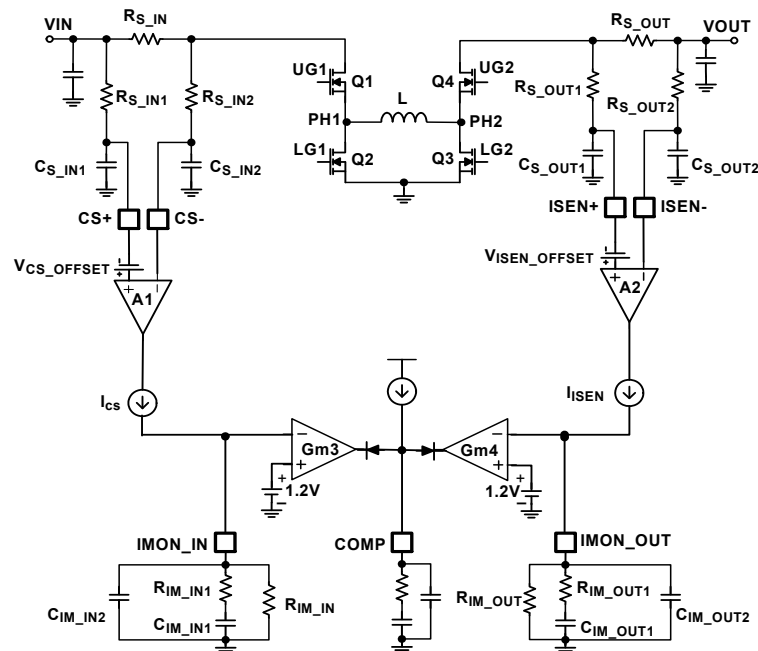 VIN
RS_IN
RS_OUT
VOUT
UG1
Q1
Q4
UG2
RS_IN1
RS_IN2
L
RS_OUT1
RS_OUT2
PH1
PH2
LG1
Q2
Q3
LG2
CS_IN1
CS_IN2
CS_OUT1
CS_OUT2
CS+
CS-
ISEN+
ISEN-
VCS_OFFSET
VISEN_OFFSET
+
–
A1
+
–
A2
ICS
IISEN
–
Gm3
+
–
Gm4
+
+
1.2V
–
1.2V
+
–
IMON_IN
COMP
IMON_OUT
CIM_IN2
RIM_IN1
CIM_IN1
RIM_IN
RIM_OUT
RIM_OUT1
CIM_OUT1
CIM_OUT2